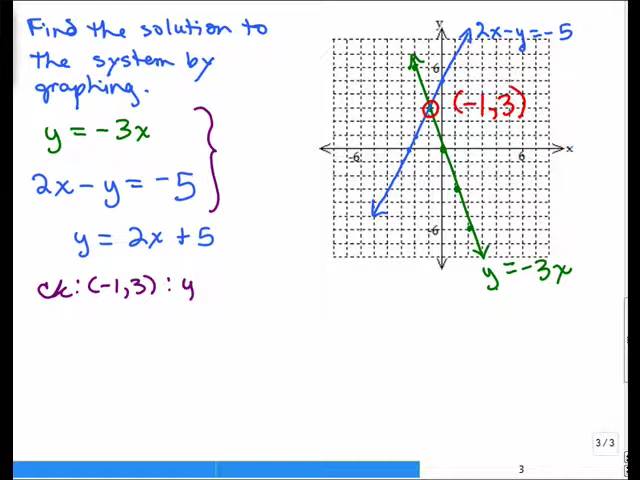 Find the solution to
the system by
graphing.
y = -3x
2x - y = -5
y = 2x + 5
ck: (-1,3) : y
y
2x - y = -5
6
(-1,3)
-6
6
x
-6
y = -3x
3/3
3